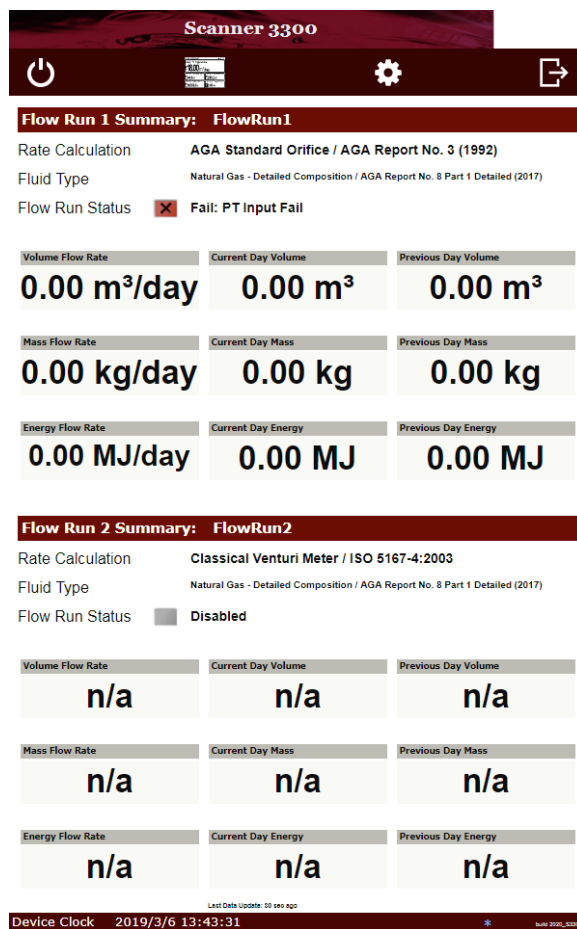 Scanner 3300
Flow Run 1 Summary: FlowRun1
Rate Calculation AGA Standard Orifice / AGA Report No. 3 (1992)
Fluid Type Natural Gas - Detailed Composition / AGA Report No. 8 Part 1 Detailed (2017)
Flow Run Status Fail: PT Input Fail
Volume Flow Rate Current Day Volume Previous Day Volume
0.00 m³/day 0.00 m³ 0.00 m³
Mass Flow Rate Current Day Mass Previous Day Mass
0.00 kg/day 0.00 kg 0.00 kg
Energy Flow Rate Current Day Energy Previous Day Energy
0.00 MJ/day 0.00 MJ 0.00 MJ
Flow Run 2 Summary: FlowRun2
Rate Calculation Classical Venturi Meter / ISO 5167-4:2003
Fluid Type Natural Gas - Detailed Composition / AGA Report No. 8 Part 1 Detailed (2017)
Flow Run Status Disabled
Volume Flow Rate Current Day Volume Previous Day Volume
n/a n/a n/a
Mass Flow Rate Current Day Mass Previous Day Mass
n/a n/a n/a
Energy Flow Rate Current Day Energy Previous Day Energy
n/a n/a n/a
Last Data Update: 80 sec ago
Device Clock 2019/3/6 13:43:31 * build 2020